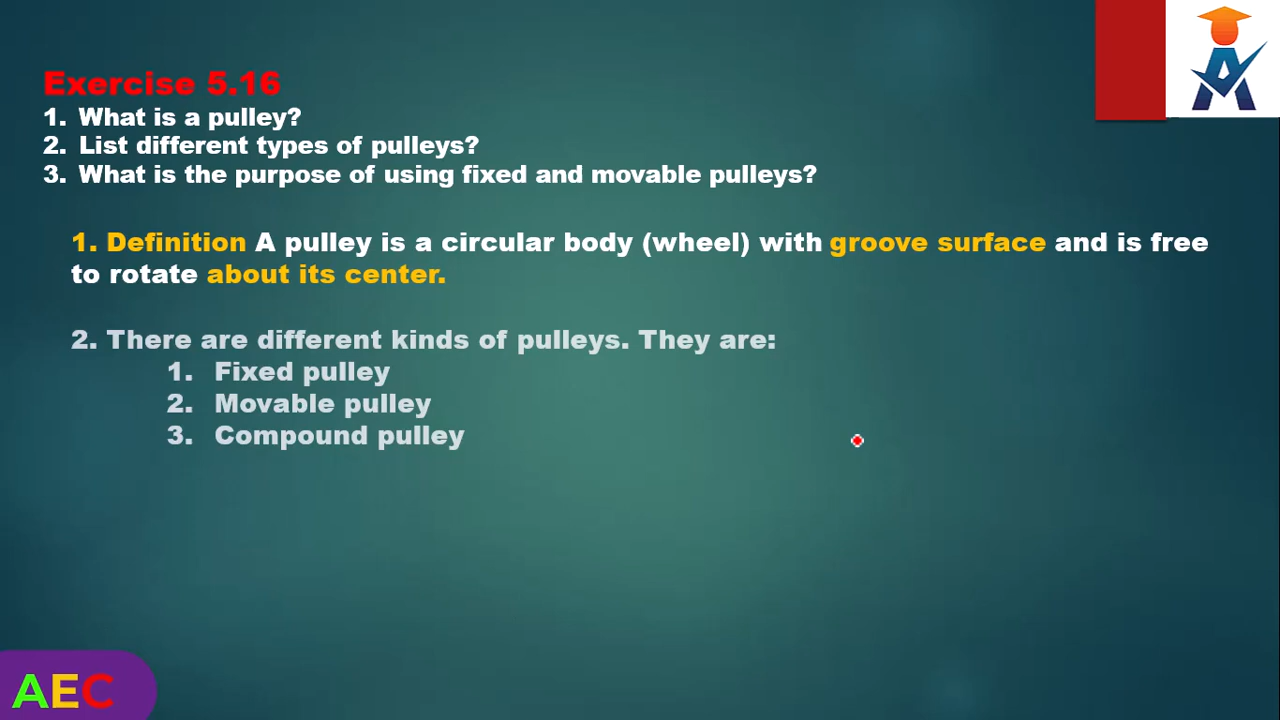 Exercise 5.16
1. What is a pulley?
2. List different types of pulleys?
3. What is the purpose of using fixed and movable pulleys?
1. Definition A pulley is a circular body (wheel) with groove surface and is free
to rotate about its center.
2. There are different kinds of pulleys. They are:
1. Fixed pulley
2. Movable pulley
3. Compound pulley
AEC